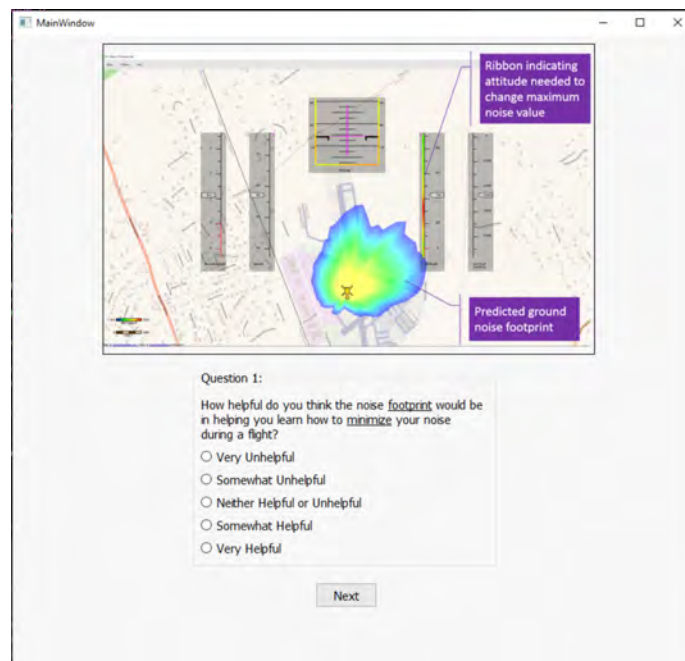 MainWindow
Ribbon indicating
attitude needed to
change maximum
noise value
Predicted ground
noise footprint
Question 1:
How helpful do you think the noise footprint would be
in helping you learn how to minimize your noise
during a flight?
Very Unhelpful
Somewhat Unhelpful
Neither Helpful or Unhelpful
Somewhat Helpful
Very Helpful
Next